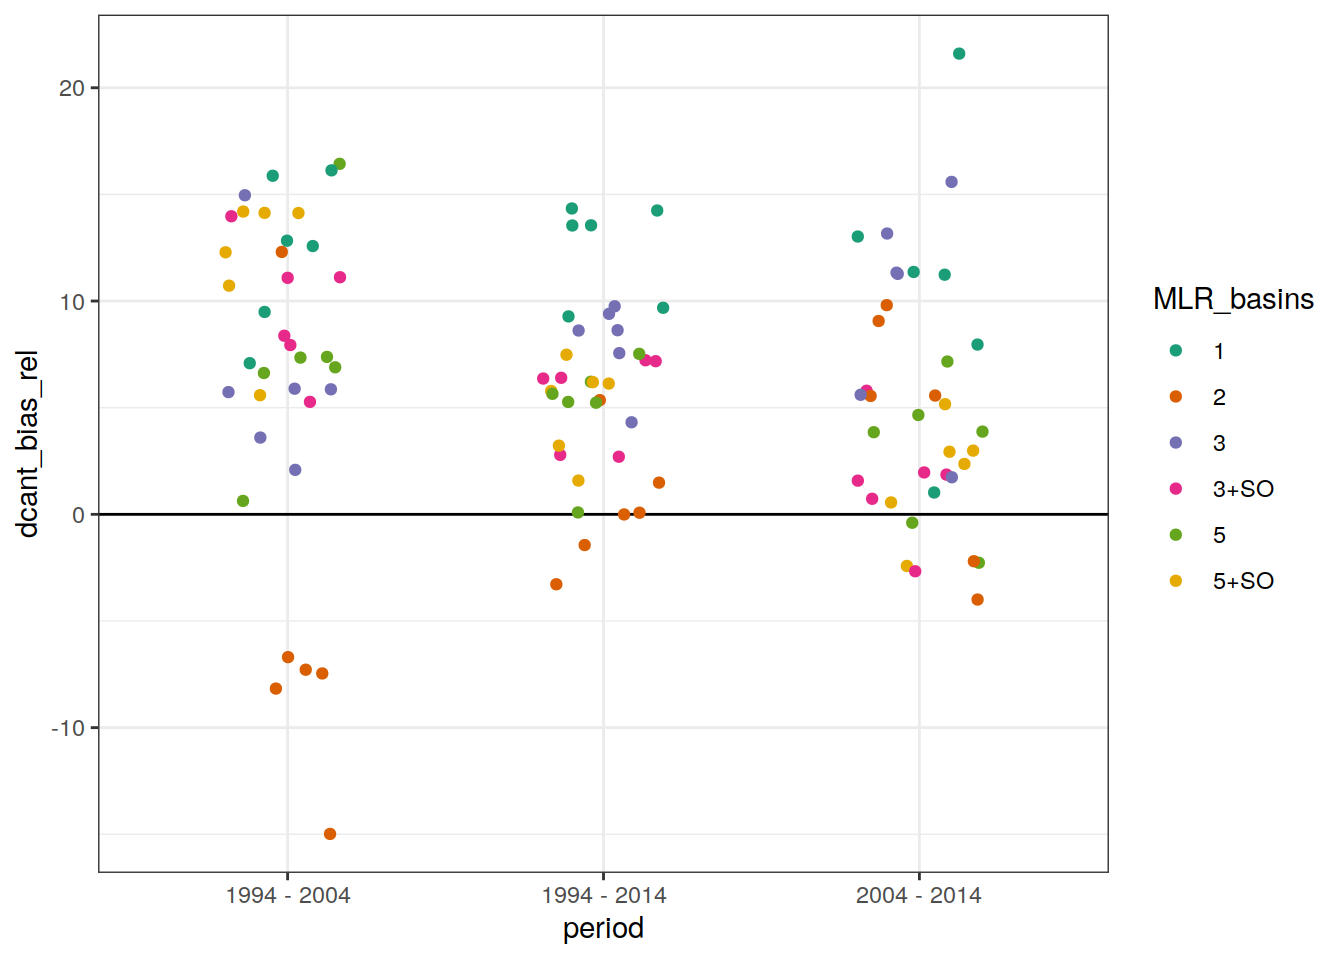 20
10
0
-10
dcant_bias_rel
1994 - 2004
1994 - 2014
2004 - 2014
period
MLR_basins
1
2
3
3+SO
5
5+SO